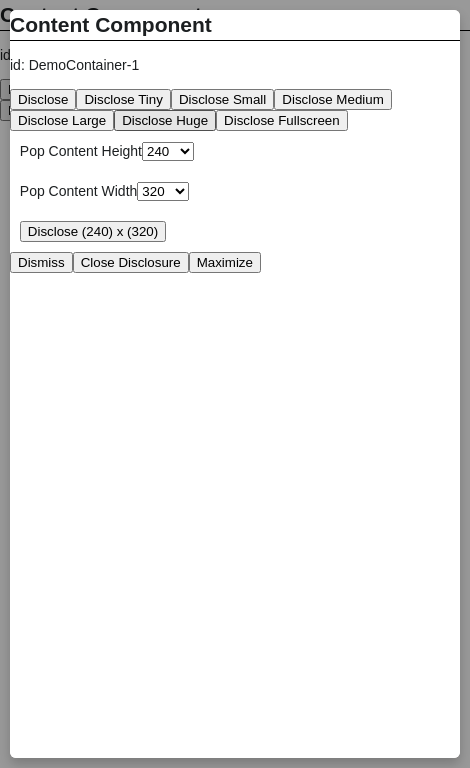 Content Component
id: DemoContainer-1
Disclose Disclose Tiny Disclose Small Disclose Medium
Disclose Large Disclose Huge Disclose Fullscreen
Pop Content Height 240
Pop Content Width 320
Disclose (240) x (320)
Dismiss Close Disclosure Maximize